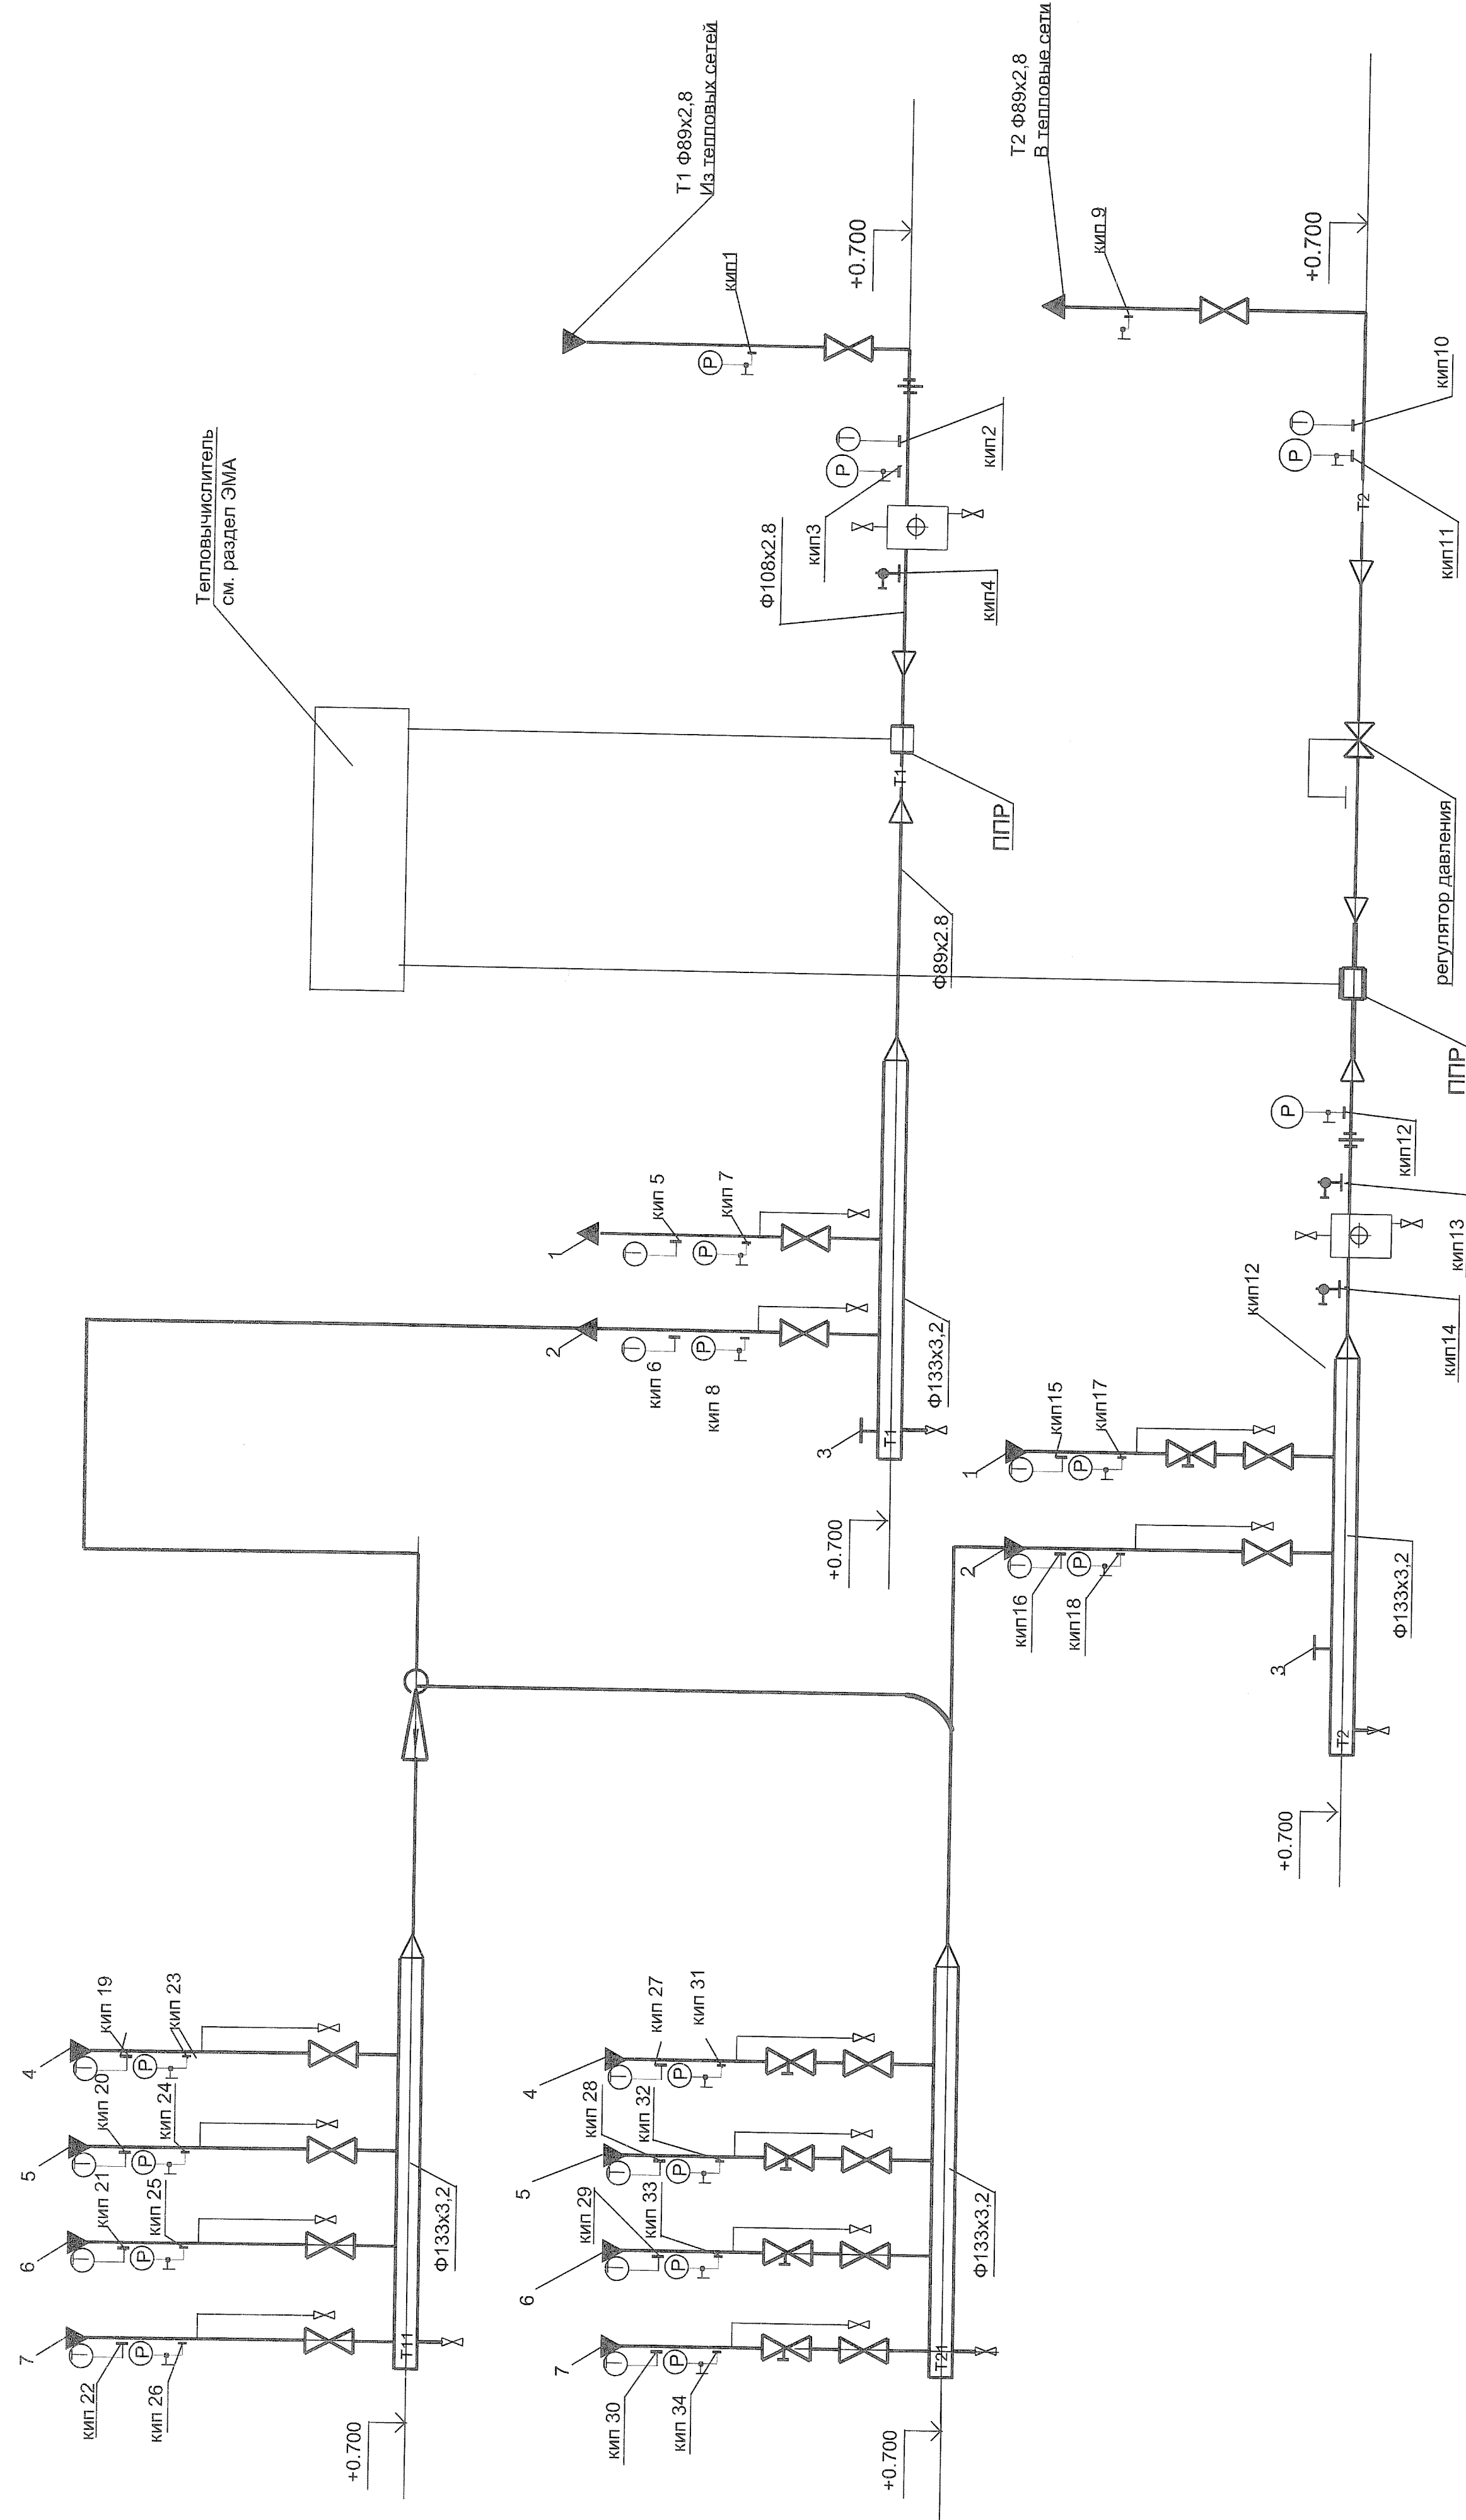 Тепловычислитель
см. раздел ЭМА
Т1 Ф89х2,8
Из тепловых сетей
Т2 Ф89х2,8
В тепловые сети
кип1
+0.700
P
T
P
кип2
кип3
Ф108х2.8
кип4
Т1
ППР
Ф89х2.8
кип 9
+0.700
T
P
кип10
кип11
Т2
регулятор давления
ППР
P
кип12
кип13
кип14
кип12
1
кип 5
кип 7
T
P
2
T
P
кип 6
кип 8
3
Т1
Ф133х3,2
+0.700
1
T
P
кип15
кип17
2
T
P
кип16
кип18
3
Т2
Ф133х3,2
+0.700
4
T
P
кип 19
кип 23
5
T
P
кип 20
кип 24
6
T
P
кип 21
кип 25
7
T
P
кип 22
кип 26
Т11
Ф133х3,2
+0.700
4
T
P
кип 27
кип 31
5
T
P
кип 28
кип 32
6
T
P
кип 29
кип 33
7
T
P
кип 30
кип 34
Т21
Ф133х3,2
+0.700